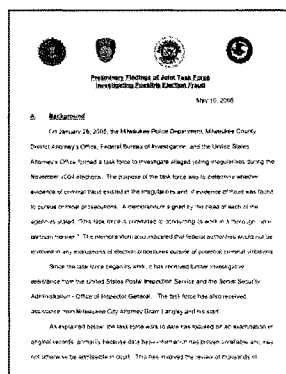 Preliminary Findings of Joint Task Force
Investigating Possible Election Fraud
May 10, 2005
A. Background
On January 26, 2005, the Milwaukee Police Department, Milwaukee County
District Attorney's Office, Federal Bureau of Investigation, and the United States
Attorney's Office formed a task force to investigate alleged voting irregularities during the
November 2004 elections. The purpose of the task force was to determine whether
evidence of criminal fraud existed in the irregularities and, if evidence of fraud was found
to pursue criminal prosecutions. A memorandum signed by the head of each of the
agencies stated, "This task force is committed to conducting its work in a thorough, non-
partisan manner." The memorandum also indicated that federal authorities would not be
involved in any evaluations of election procedures outside of potential criminal violations.
Since the task force began its work, it has received further investigative
assistance from the United States Postal Inspection Service and the Social Security
Administration - Office of Inspector General. The task force has also received
assistance from Milwaukee City Attorney Grant Langley and his staff.
As explained below, the task force work to date has focused on an examination of
original records, primarily because data base information has proven unreliable and may
not otherwise be admissible in court. This has involved the review of thousands of